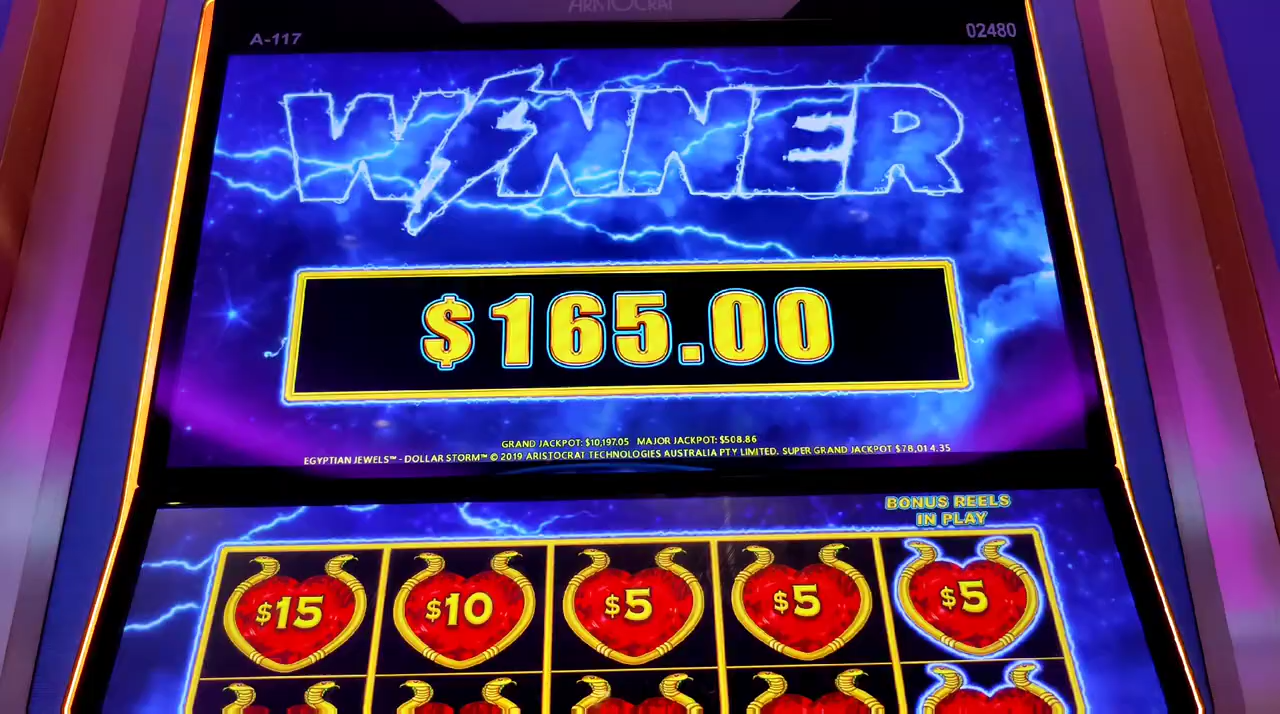 ARISTOCRAT
A-117
02480
WINNER
$165.00
GRAND JACKPOT: $10,197.05 MAJOR JACKPOT: $508.86
EGYPTIAN JEWELS™ - DOLLAR STORM™ © 2019 ARISTOCRAT TECHNOLOGIES AUSTRALIA PTY LIMITED. SUPER GRAND JACKPOT $78,014.35
BONUS REELS
IN PLAY
$15 $10 $5 $5 $5